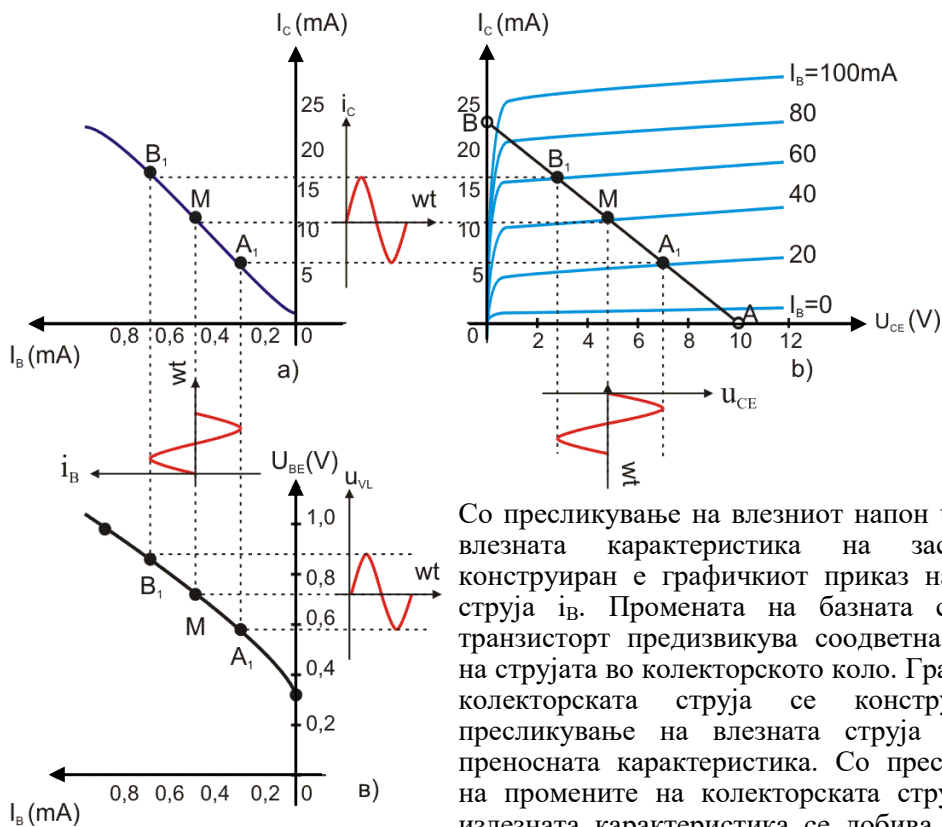 I_C (mA)
I_C (mA)
I_B=100mA
25
i_C
25
80
B
B₁
20
20
B₁
60
15
15
M
wt
M
40
10
10
A₁
A₁
20
5
5
I_B=0
A
0
U_CE (V)
0,8 0,6 0,4 0,2 0
0 2 4 6 8 10 12
I_B (mA)
a)
b)
wt
u_CE
i_B
wt
U_BE (V)
u_VL
1,0
B₁
0,8
wt
M
0,6
A₁
0,4
0,2
0,8 0,6 0,4 0,2 0
в)
I_B (mA)
Со пресликување на влезниот напон
влезната карактеристика на
конструиран е графичкиот приказ
струја i_B. Промената на базната
транзисторт предизвикува соодветна
на струјата во колекторското коло.
колекторската струја се
пресликување на влезната струја
преносната карактеристика. Со
на промените на колекторската
излезната карактеристика се добива